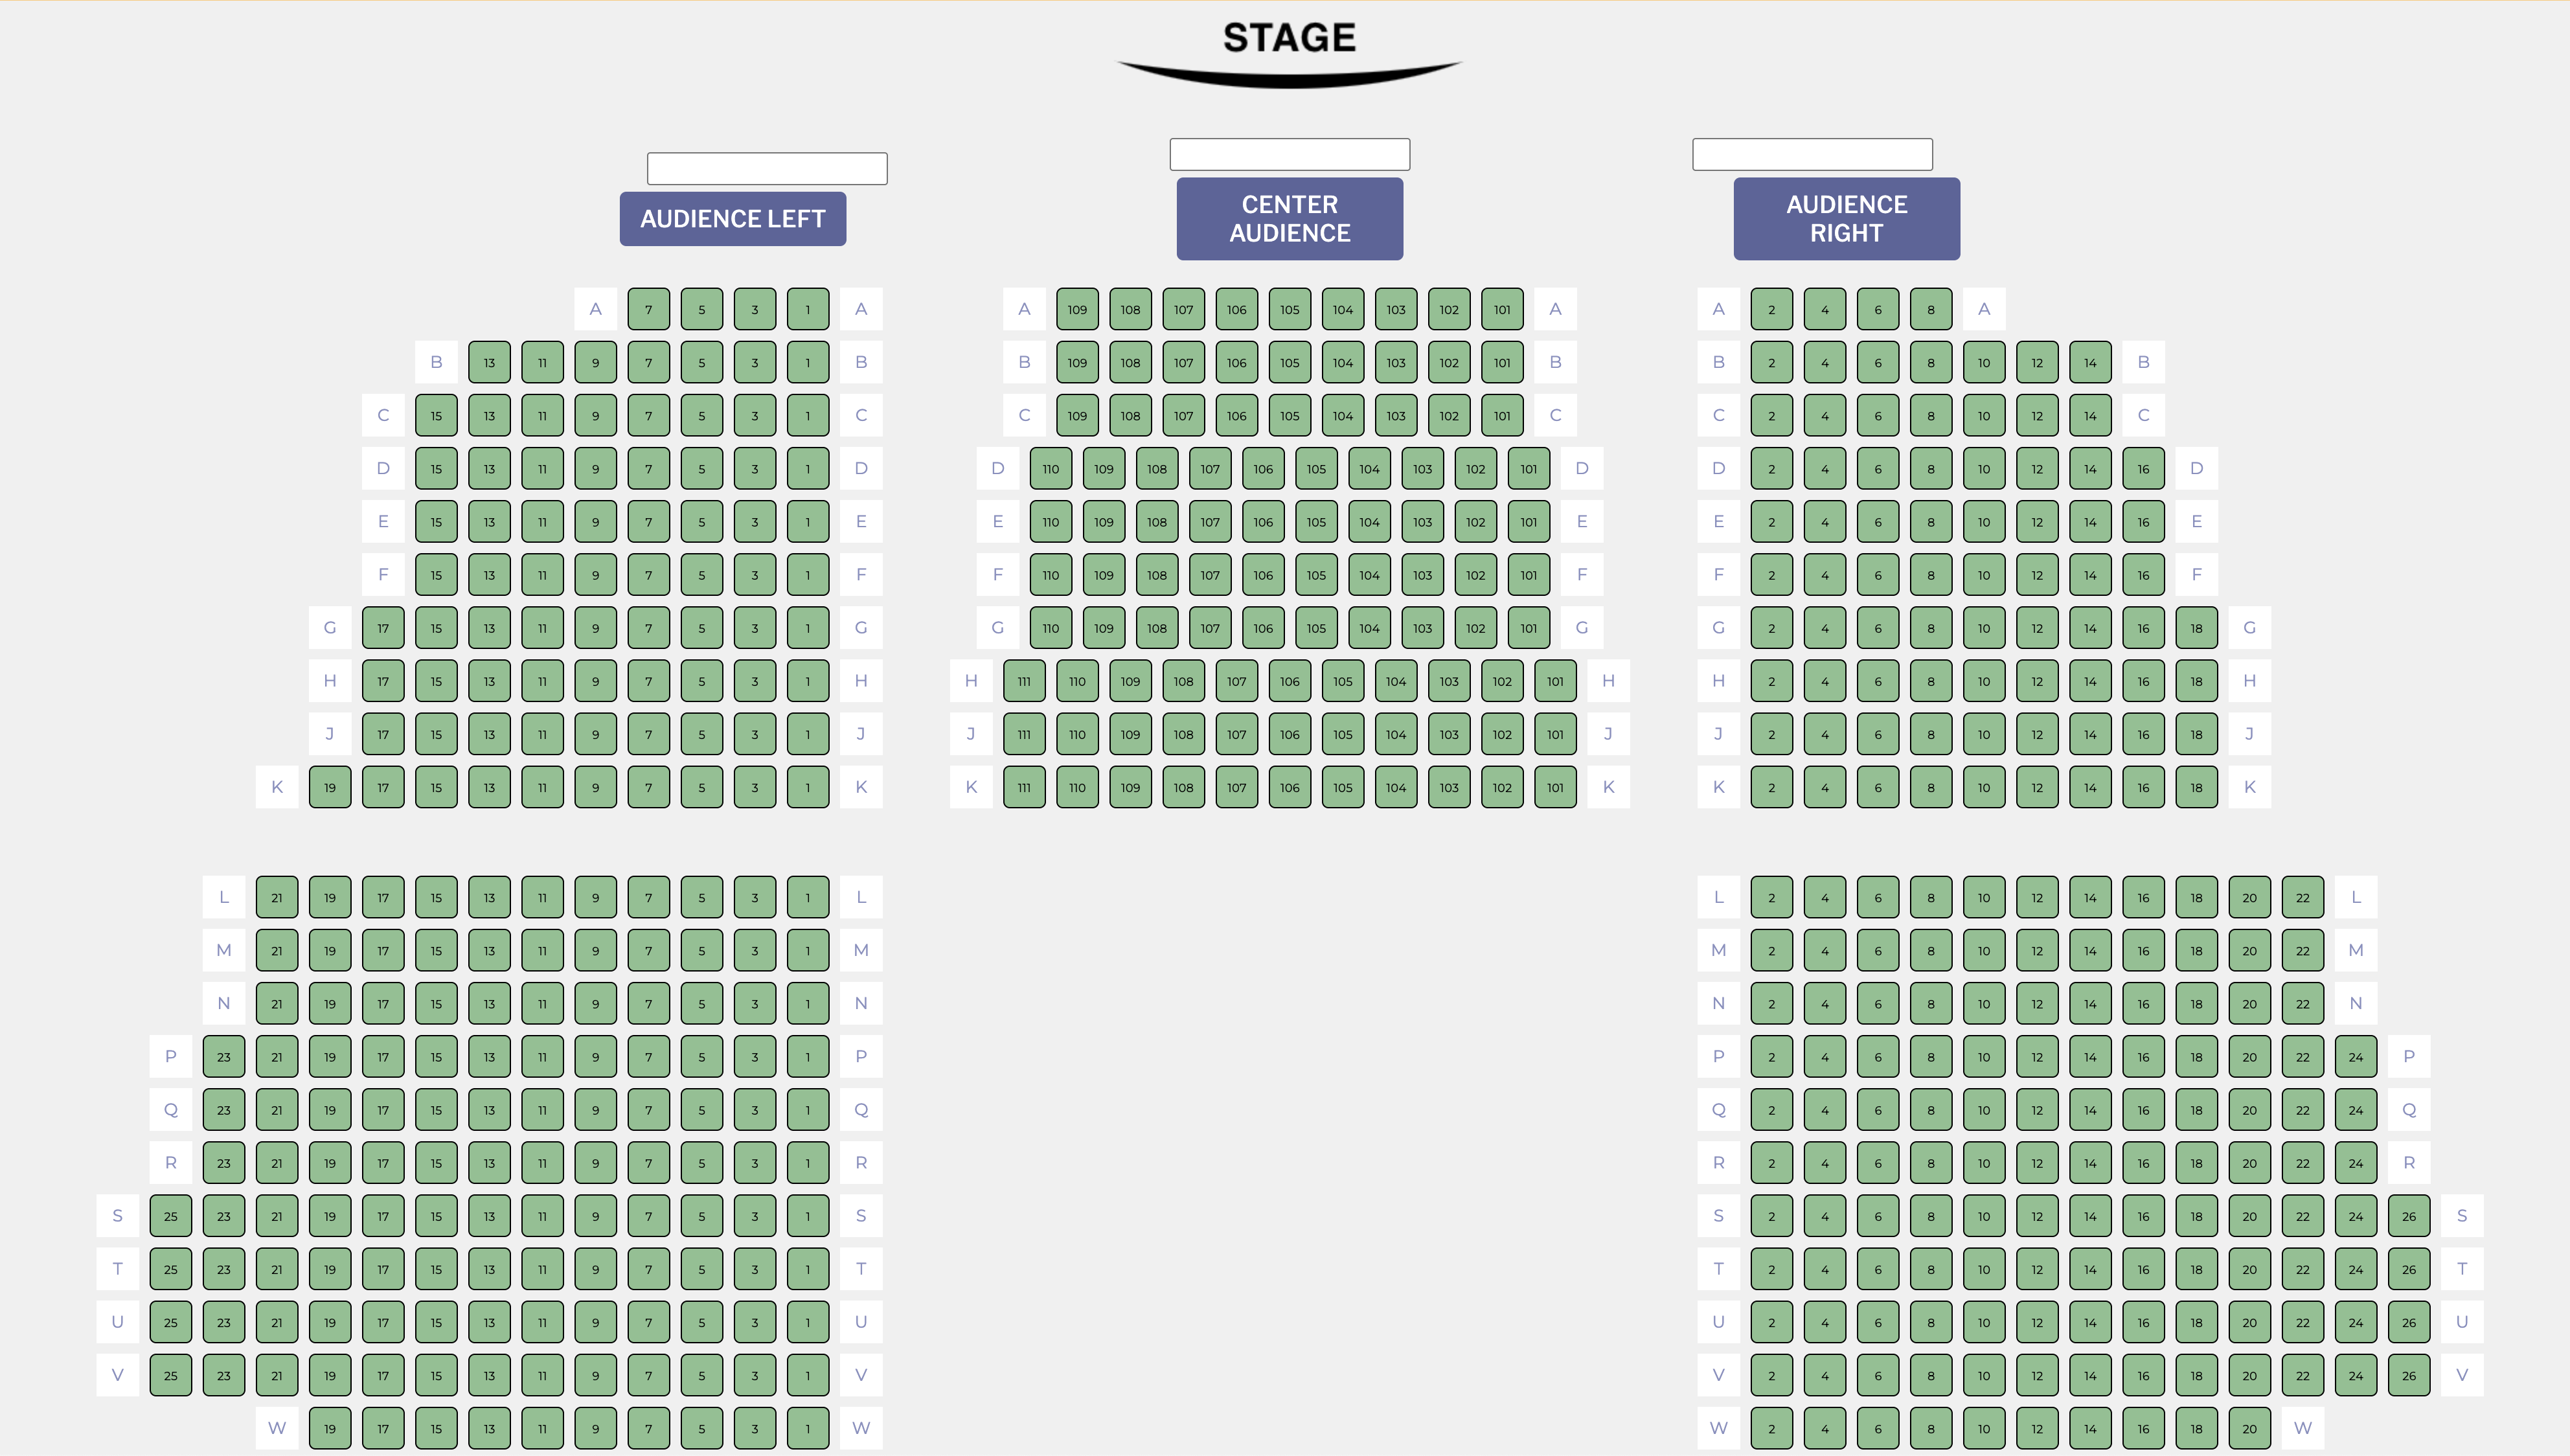 STAGE
AUDIENCE LEFT
CENTER
AUDIENCE
AUDIENCE
RIGHT
A 7 5 3 1 A A 109 108 107 106 105 104 103 102 101 A A 2 4 6 8 A
B 13 11 9 7 5 3 1 B B 109 108 107 106 105 104 103 102 101 B B 2 4 6 8 10 12 14 B
C 15 13 11 9 7 5 3 1 C C 109 108 107 106 105 104 103 102 101 C C 2 4 6 8 10 12 14 C
D 15 13 11 9 7 5 3 1 D D 110 109 108 107 106 105 104 103 102 101 D D 2 4 6 8 10 12 14 16 D
E 15 13 11 9 7 5 3 1 E E 110 109 108 107 106 105 104 103 102 101 E E 2 4 6 8 10 12 14 16 E
F 15 13 11 9 7 5 3 1 F F 110 109 108 107 106 105 104 103 102 101 F F 2 4 6 8 10 12 14 16 F
G 17 15 13 11 9 7 5 3 1 G G 110 109 108 107 106 105 104 103 102 101 G G 2 4 6 8 10 12 14 16 18 G
H 17 15 13 11 9 7 5 3 1 H H 111 110 109 108 107 106 105 104 103 102 101 H H 2 4 6 8 10 12 14 16 18 H
J 17 15 13 11 9 7 5 3 1 J J 111 110 109 108 107 106 105 104 103 102 101 J J 2 4 6 8 10 12 14 16 18 J
K 19 17 15 13 11 9 7 5 3 1 K K 111 110 109 108 107 106 105 104 103 102 101 K K 2 4 6 8 10 12 14 16 18 K
L 21 19 17 15 13 11 9 7 5 3 1 L L 2 4 6 8 10 12 14 16 18 20 22 L
M 21 19 17 15 13 11 9 7 5 3 1 M M 2 4 6 8 10 12 14 16 18 20 22 M
N 21 19 17 15 13 11 9 7 5 3 1 N N 2 4 6 8 10 12 14 16 18 20 22 N
P 23 21 19 17 15 13 11 9 7 5 3 1 P P 2 4 6 8 10 12 14 16 18 20 22 24 P
Q 23 21 19 17 15 13 11 9 7 5 3 1 Q Q 2 4 6 8 10 12 14 16 18 20 22 24 Q
R 23 21 19 17 15 13 11 9 7 5 3 1 R R 2 4 6 8 10 12 14 16 18 20 22 24 R
S 25 23 21 19 17 15 13 11 9 7 5 3 1 S S 2 4 6 8 10 12 14 16 18 20 22 24 26 S
T 25 23 21 19 17 15 13 11 9 7 5 3 1 T T 2 4 6 8 10 12 14 16 18 20 22 24 26 T
U 25 23 21 19 17 15 13 11 9 7 5 3 1 U U 2 4 6 8 10 12 14 16 18 20 22 24 26 U
V 25 23 21 19 17 15 13 11 9 7 5 3 1 V V 2 4 6 8 10 12 14 16 18 20 22 24 26 V
W 19 17 15 13 11 9 7 5 3 1 W W 2 4 6 8 10 12 14 16 18 20 W